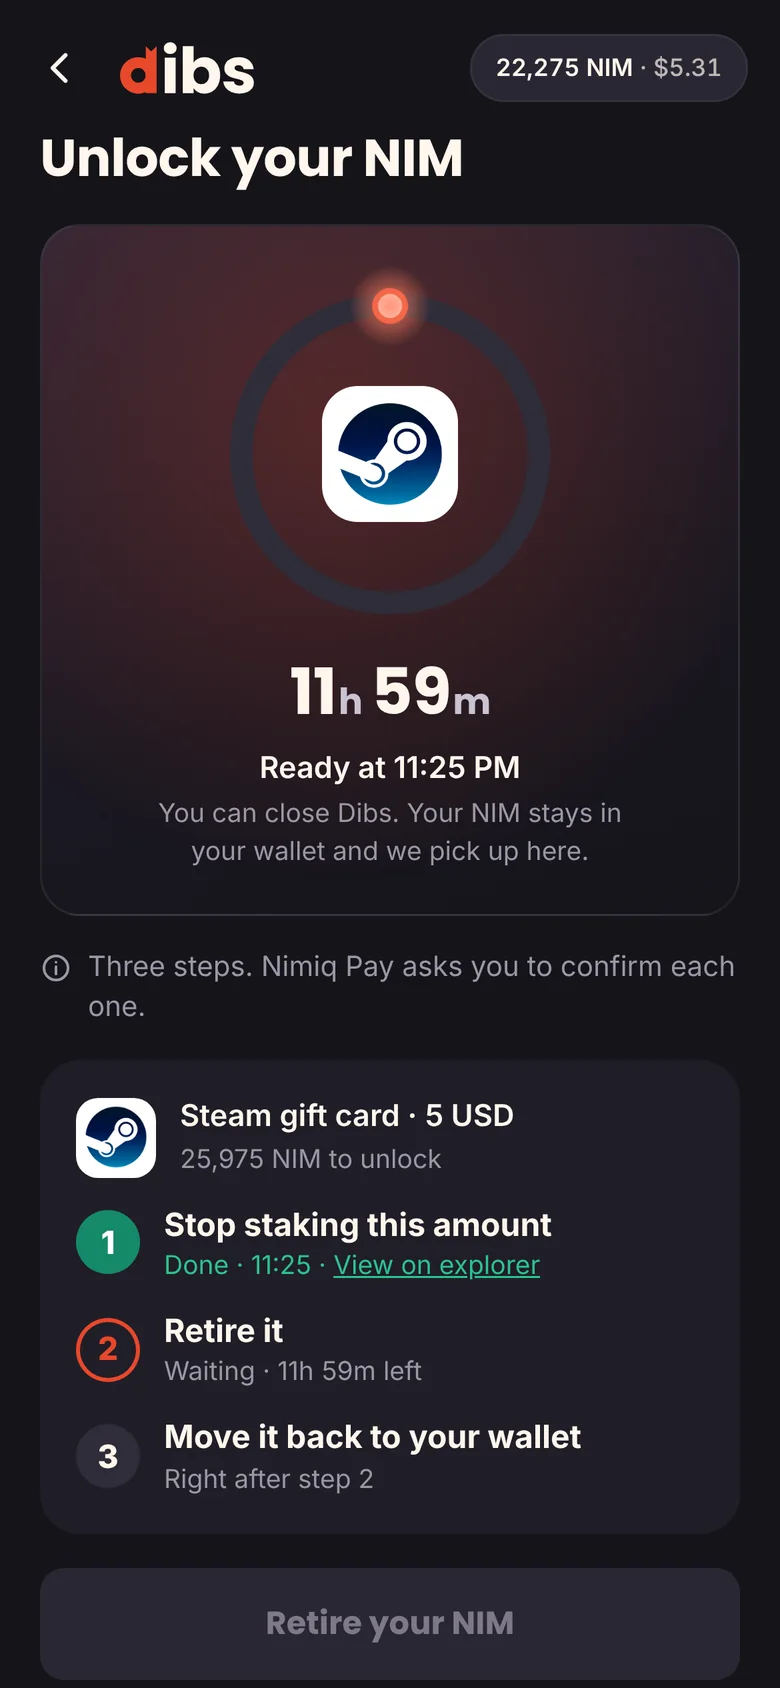 dibs
22,275 NIM · $5.31
Unlock your NIM
11h 59m
Ready at 11:25 PM
You can close Dibs. Your NIM stays in
your wallet and we pick up here.
Three steps. Nimiq Pay asks you to confirm each
one.
Steam gift card · 5 USD
25,975 NIM to unlock
1
Stop staking this amount
Done · 11:25 · View on explorer
2
Retire it
Waiting · 11h 59m left
3
Move it back to your wallet
Right after step 2
Retire your NIM